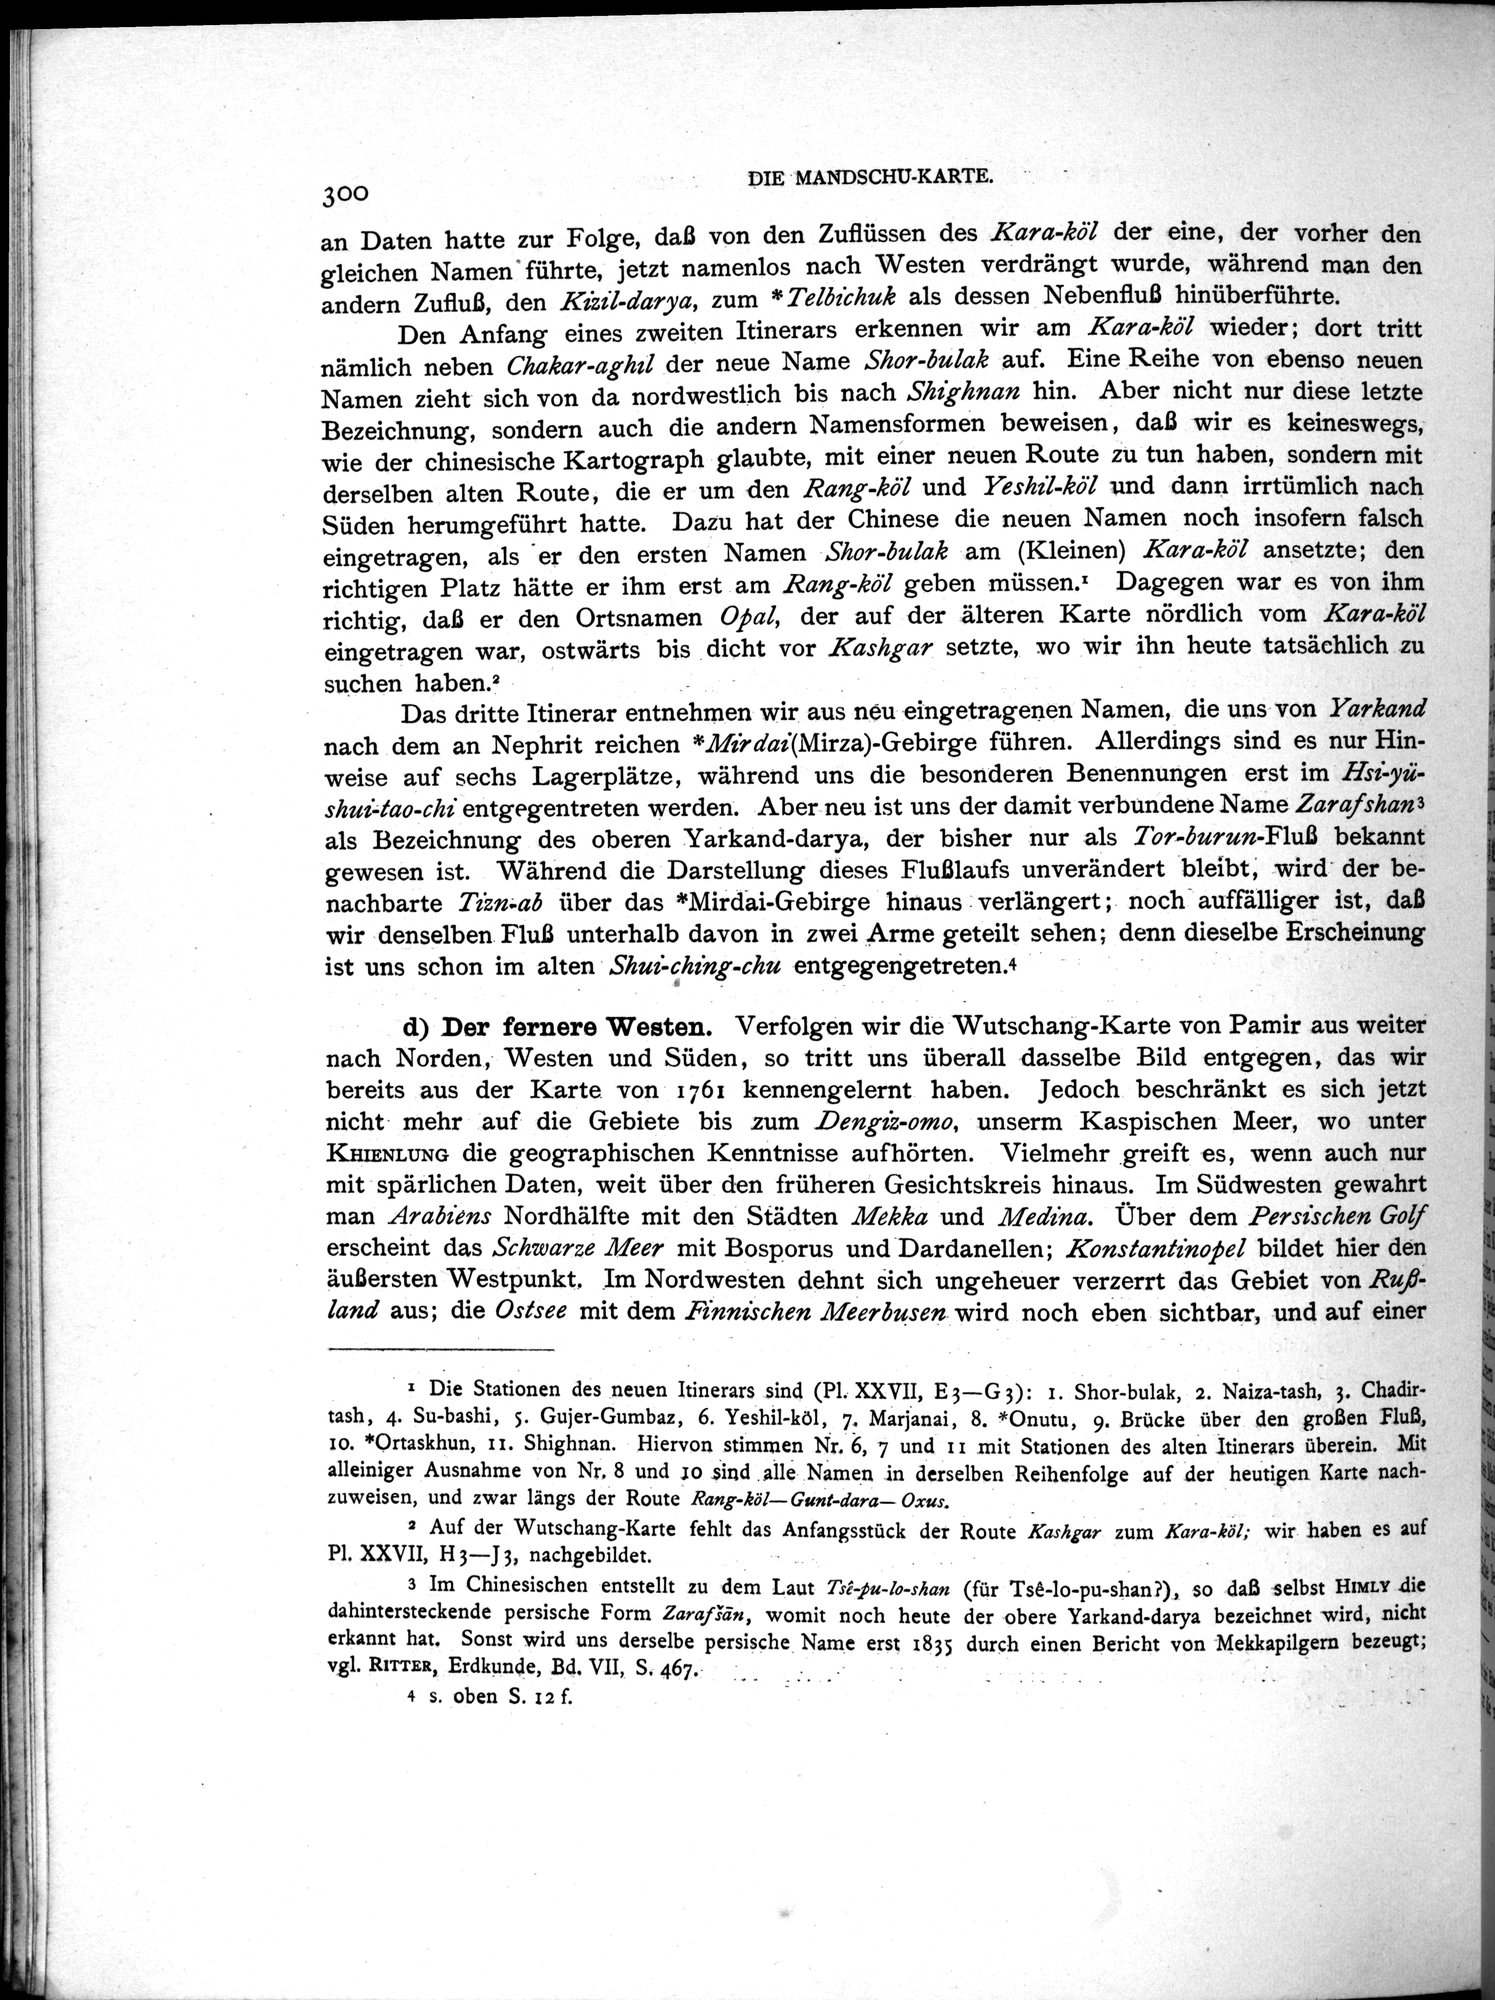 300
DIE MANDSCHU-KARTE.
an Daten hatte zur Folge, daß von den Zuflüssen des Kara-köl der eine, der vorher den
gleichen Namen führte, jetzt namenlos nach Westen verdrängt wurde, während man den
andern Zufluß, den Kizil-darya, zum *Telbichuk als dessen Nebenfluß hinüberführte.
Den Anfang eines zweiten Itinerars erkennen wir am Kara-köl wieder; dort tritt
nämlich neben Chakar-aghil der neue Name Shor-bulak auf. Eine Reihe von ebenso neuen
Namen zieht sich von da nordwestlich bis nach Shighnan hin. Aber nicht nur diese letzte
Bezeichnung, sondern auch die andern Namensformen beweisen, daß wir es keineswegs,
wie der chinesische Kartograph glaubte, mit einer neuen Route zu tun haben, sondern mit
derselben alten Route, die er um den Rang-köl und Yeshil-köl und dann irrtümlich nach
Süden herumgeführt hatte. Dazu hat der Chinese die neuen Namen noch insofern falsch
eingetragen, als er den ersten Namen Shor-bulak am (Kleinen) Kara-köl ansetzte; den
richtigen Platz hätte er ihm erst am Rang-köl geben müssen.¹ Dagegen war es von ihm
richtig, daß er den Ortsnamen Opal, der auf der älteren Karte nördlich vom Kara-köl
eingetragen war, ostwärts bis dicht vor Kashgar setzte, wo wir ihn heute tatsächlich zu
suchen haben.²
Das dritte Itinerar entnehmen wir aus neu eingetragenen Namen, die uns von Yarkand
nach dem an Nephrit reichen *Mirdai(Mirza)-Gebirge führen. Allerdings sind es nur Hin-
weise auf sechs Lagerplätze, während uns die besonderen Benennungen erst im Hsi-yü-
shui-tao-chi entgegentreten werden. Aber neu ist uns der damit verbundene Name Zarafshan³
als Bezeichnung des oberen Yarkand-darya, der bisher nur als Tor-burun-Fluß bekannt
gewesen ist. Während die Darstellung dieses Flußlaufs unverändert bleibt, wird der be-
nachbarte Tizn-ab über das *Mirdai-Gebirge hinaus verlängert; noch auffälliger ist, daß
wir denselben Fluß unterhalb davon in zwei Arme geteilt sehen; denn dieselbe Erscheinung
ist uns schon im alten Shui-ching-chu entgegengetreten.⁴
d) Der fernere Westen. Verfolgen wir die Wutschang-Karte von Pamir aus weiter
nach Norden, Westen und Süden, so tritt uns überall dasselbe Bild entgegen, das wir
bereits aus der Karte von 1761 kennengelernt haben. Jedoch beschränkt es sich jetzt
nicht mehr auf die Gebiete bis zum Dengiz-omo, unserm Kaspischen Meer, wo unter
KHIENLUNG die geographischen Kenntnisse aufhörten. Vielmehr greift es, wenn auch nur
mit spärlichen Daten, weit über den früheren Gesichtskreis hinaus. Im Südwesten gewahrt
man Arabiens Nordhälfte mit den Städten Mekka und Medina. Über dem Persischen Golf
erscheint das Schwarze Meer mit Bosporus und Dardanellen; Konstantinopel bildet hier den
äußersten Westpunkt. Im Nordwesten dehnt sich ungeheuer verzerrt das Gebiet von Ruß-
land aus; die Ostsee mit dem Finnischen Meerbusen wird noch eben sichtbar, und auf einer
¹ Die Stationen des neuen Itinerars sind (Pl. XXVII, E 3—G 3): 1. Shor-bulak, 2. Naiza-tash, 3. Chadir-
tash, 4. Su-bashi, 5. Gujer-Gumbaz, 6. Yeshil-köl, 7. Marjanai, 8. *Onutu, 9. Brücke über den großen Fluß,
10. *Ortaskhun, 11. Shighnan. Hiervon stimmen Nr. 6, 7 und 11 mit Stationen des alten Itinerars überein. Mit
alleiniger Ausnahme von Nr. 8 und 10 sind alle Namen in derselben Reihenfolge auf der heutigen Karte nach-
zuweisen, und zwar längs der Route Rang-köl—Gunt-dara—Oxus.
² Auf der Wutschang-Karte fehlt das Anfangsstück der Route Kashgar zum Kara-köl; wir haben es auf
Pl. XXVII, H 3—J 3, nachgebildet.
³ Im Chinesischen entstellt zu dem Laut Tsê-pu-lo-shan (für Tsê-lo-pu-shan?), so daß selbst HIMLY die
dahintersteckende persische Form Zarafšān, womit noch heute der obere Yarkand-darya bezeichnet wird, nicht
erkannt hat. Sonst wird uns derselbe persische Name erst 1835 durch einen Bericht von Mekkapilgern bezeugt;
vgl. RITTER, Erdkunde, Bd. VII, S. 467.
⁴ s. oben S. 12 f.